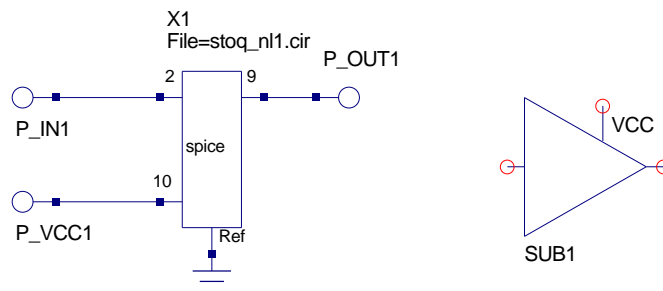 X1
File=stoq_nl1.cir
P_OUT1
2
9
P_IN1
spice
10
P_VCC1
Ref
VCC
SUB1